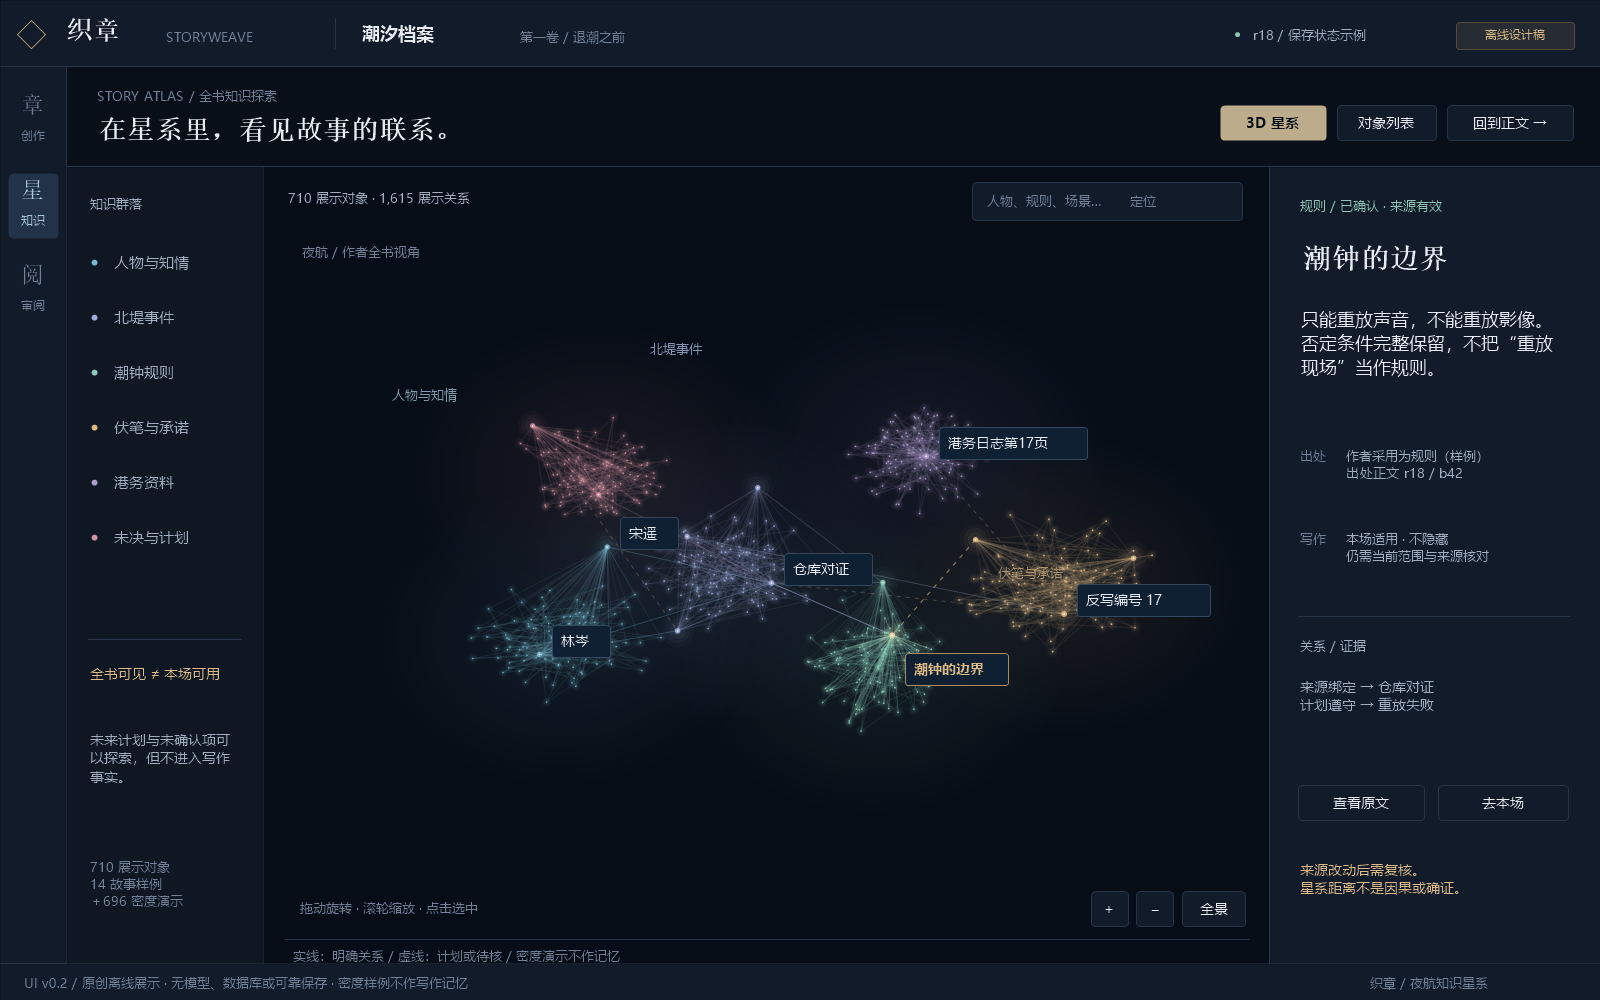 织章
STORYWEAVE
潮汐档案
第一卷 / 退潮之前
r18 / 保存状态示例
离线设计稿
章
创作
星
知识
阅
审阅
STORY ATLAS / 全书知识探索
在星系里，看见故事的联系。
3D 星系
对象列表
回到正文 →
知识群落
人物与知情
北堤事件
潮钟规则
伏笔与承诺
港务资料
未决与计划
全书可见 ≠ 本场可用
未来计划与未确认项可
以探索，但不进入写作
事实。
710 展示对象
14 故事样例
+696 密度演示
710 展示对象 · 1,615 展示关系
人物、规则、场景...
定位
夜航 / 作者全书视角
北堤事件
人物与知情
港务日志第17页
宋遥
仓库对证
伏笔与承诺
反写编号 17
林岑
潮钟的边界
拖动旋转 · 滚轮缩放 · 点击选中
+
−
全景
实线：明确关系 / 虚线：计划或待核 / 密度演示不作记忆
规则 / 已确认 · 来源有效
潮钟的边界
只能重放声音，不能重放影像。
否定条件完整保留，不把“重放
现场”当作规则。
出处
作者采用为规则（样例）
出处正文 r18 / b42
写作
本场适用 · 不隐藏
仍需当前范围与来源核对
关系 / 证据
来源绑定 → 仓库对证
计划遵守 → 重放失败
查看原文
去本场
来源改动后需复核。
星系距离不是因果或确证。
UI v0.2 / 原创离线展示 · 无模型、数据库或可靠保存 · 密度样例不作写作记忆
织章 / 夜航知识星系